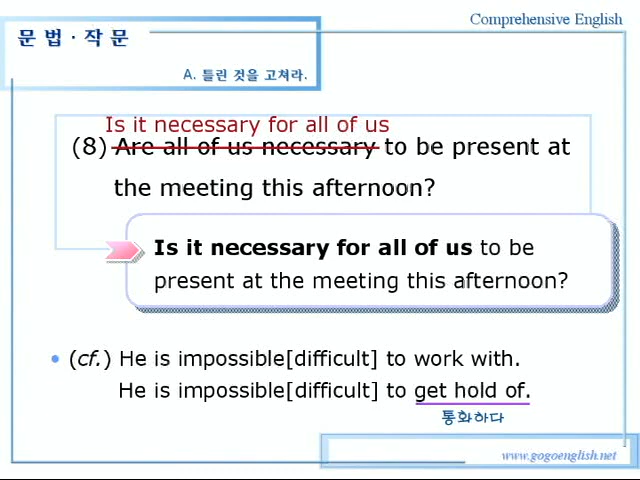 Comprehensive English
문 법 · 작 문
A. 틀린 것을 고쳐라.
Is it necessary for all of us
(8) Are all of us necessary to be present at
the meeting this afternoon?
Is it necessary for all of us to be
present at the meeting this afternoon?
• (cf.) He is impossible[difficult] to work with.
He is impossible[difficult] to get hold of.
통화하다
www.gogoenglish.net